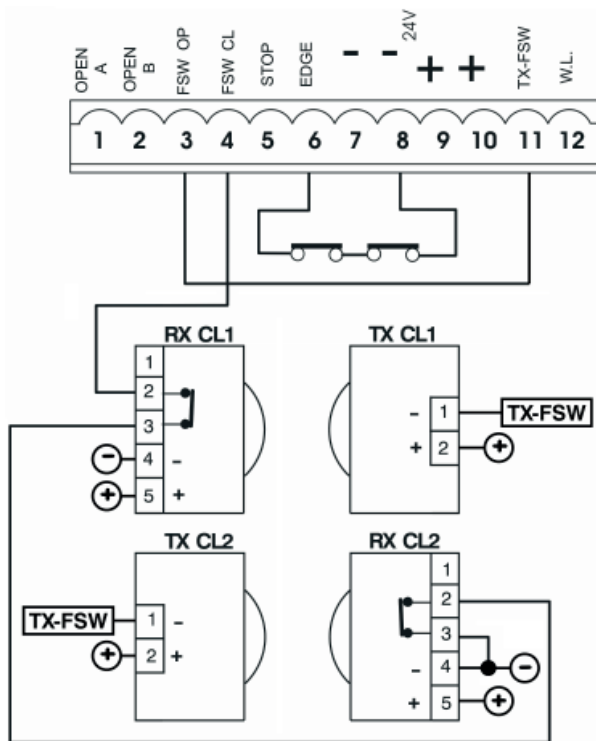 OPEN A
OPEN B
FSW OP
FSW CL
STOP
EDGE
-
- 24V
+
+
TX-FSW
W.L.
1 2 3 4 5 6 7 8 9 10 11 12
RX CL1
1
2
3
4 -
5 +
-
+
TX CL1
- 1 TX-FSW
+ 2 +
TX CL2
TX-FSW 1 -
+ 2 +
RX CL2
1
2
3
- 4 -
+ 5 +